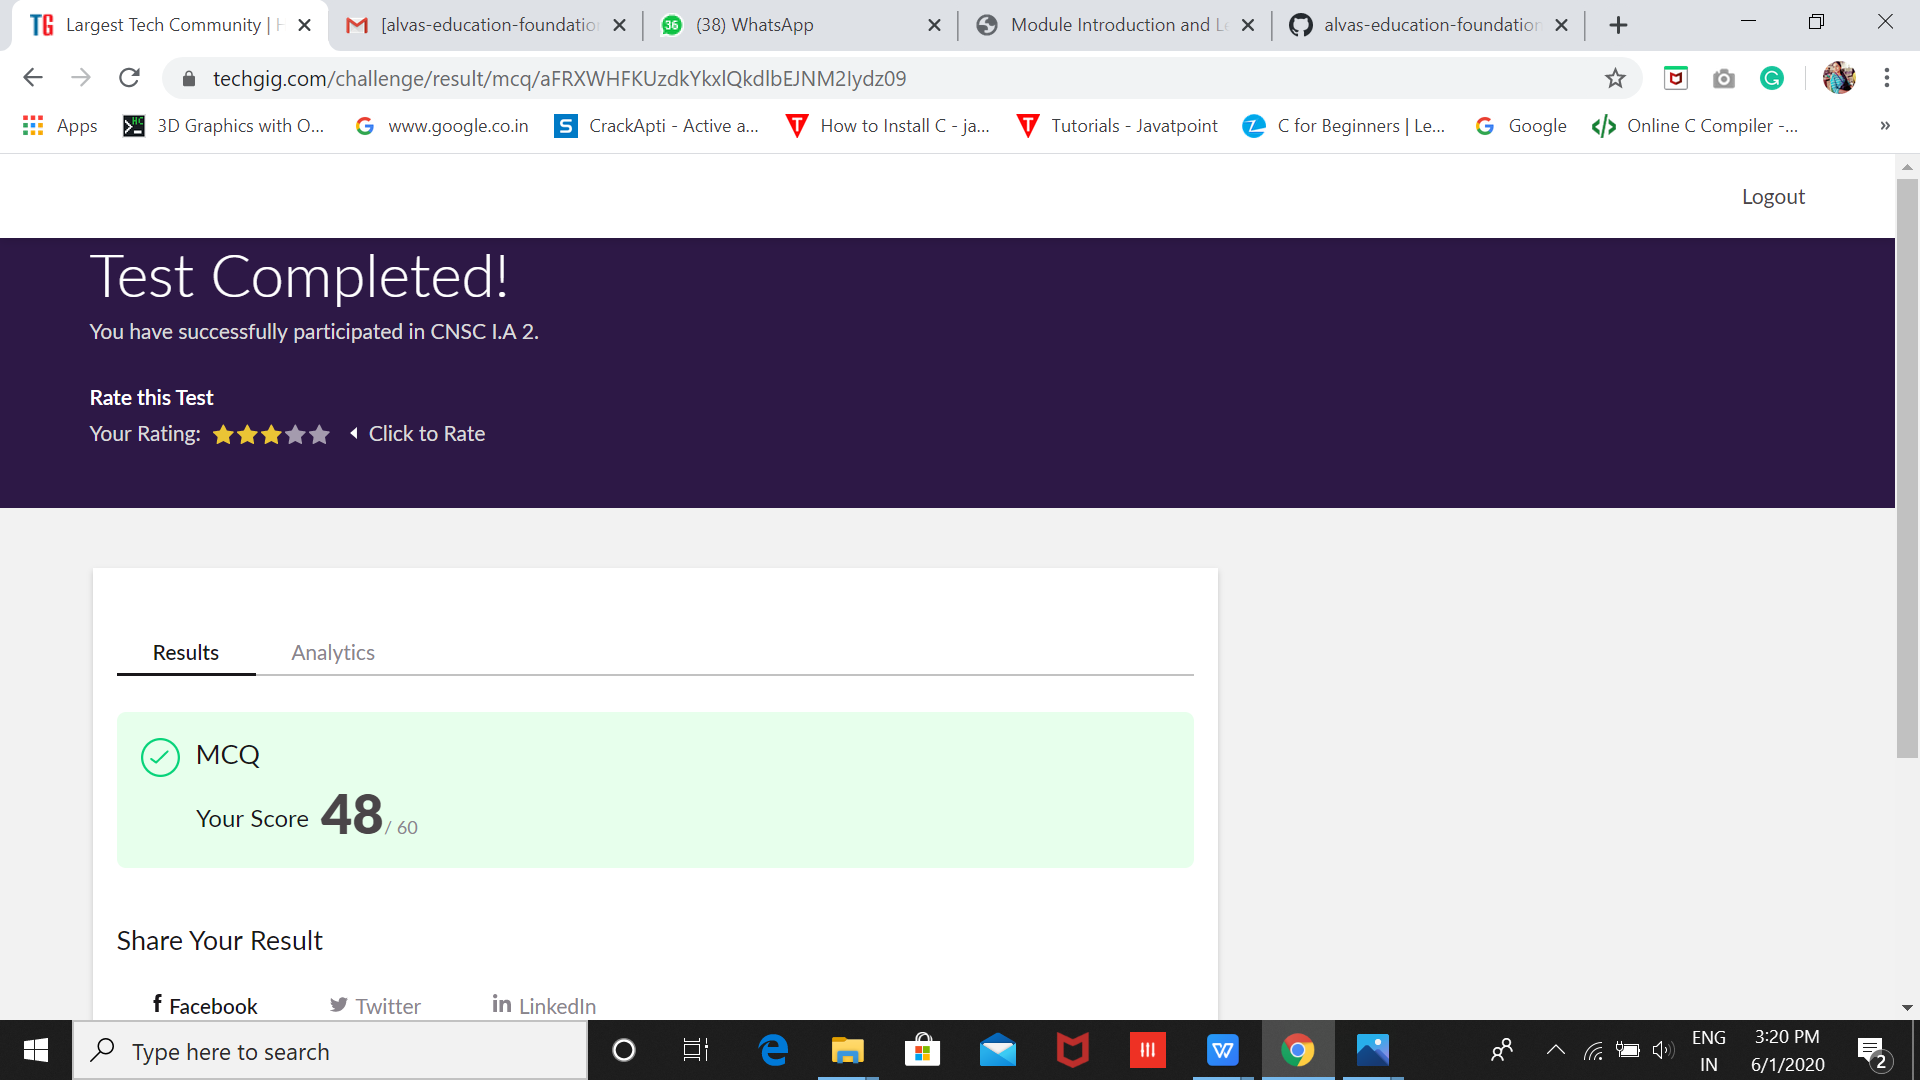 Largest Tech Community |
[alvas-education-foundation
36
(38) WhatsApp
Module Introduction and Le
alvas-education-foundation
techgig.com/challenge/result/mcq/aFRXWHFKUzdkYkxlQkdlbEJNM2Iydz09
Apps
3D Graphics with O...
www.google.co.in
CrackApti - Active a...
How to Install C - ja...
Tutorials - Javatpoint
C for Beginners | Le...
Google
Online C Compiler -...
»
Logout
Test Completed!
You have successfully participated in CNSC I.A 2.
Rate this Test
Your Rating:
Click to Rate
Results
Analytics
MCQ
Your Score 48/ 60
Share Your Result
Facebook
Twitter
LinkedIn
Type here to search
ENG
IN
3:20 PM
6/1/2020
2